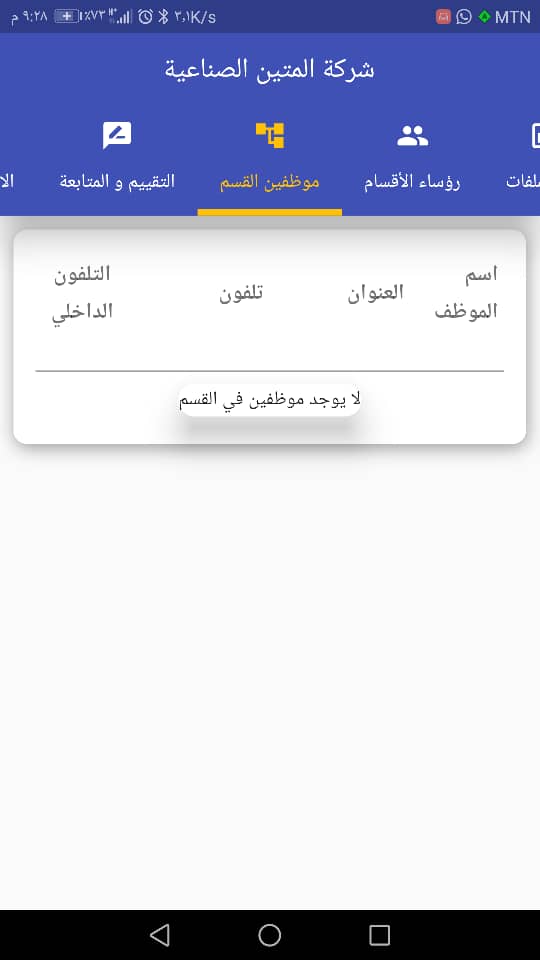 ٩:٢٨ م ٪٧٣ ٣,١K/s MTN
شركة المتين الصناعية
رؤساء الأقسام
موظفين القسم
التقييم و المتابعة
الا
اسم الموظف
العنوان
تلفون
التلفون الداخلي
لا يوجد موظفين في القسم